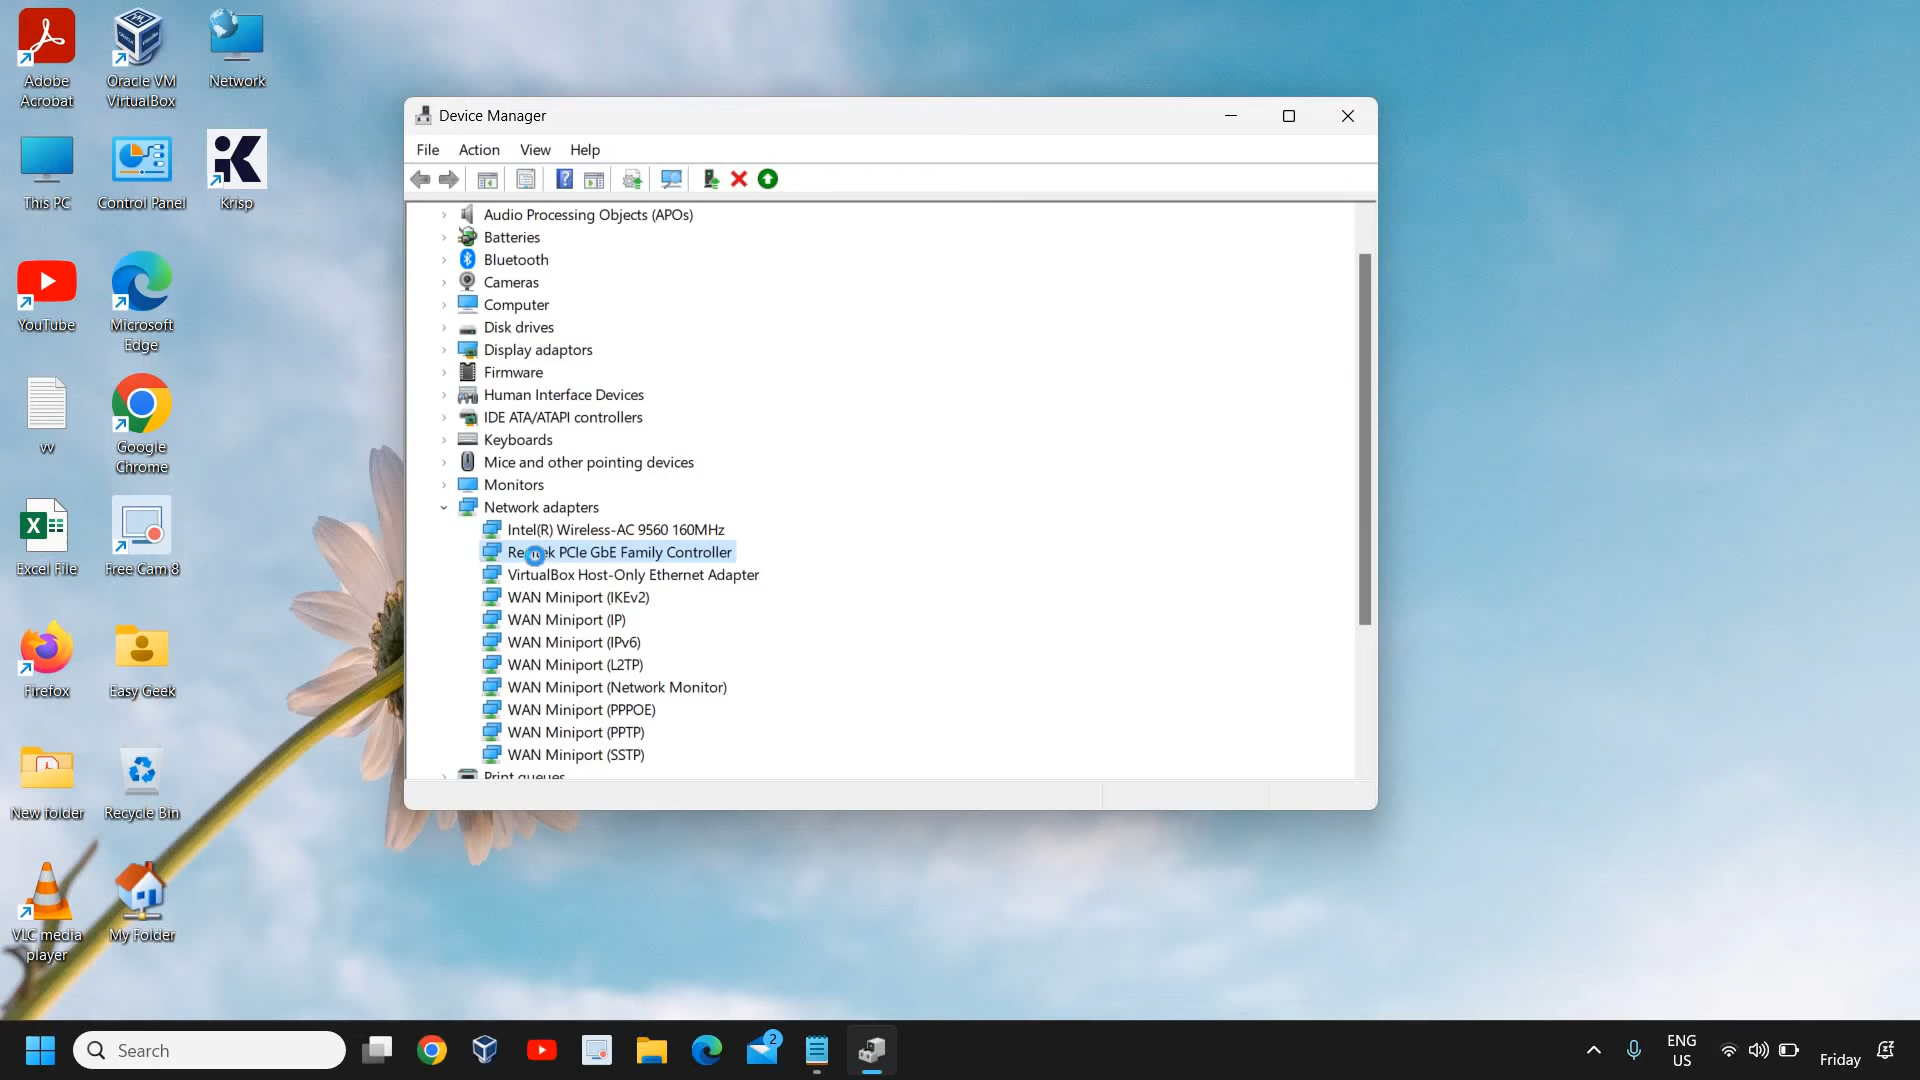 Adobe
Acrobat
Oracle VM
VirtualBox
Network
This PC
Control Panel
Krisp
YouTube
Microsoft
Edge
vv
Google
Chrome
Excel File
Free Cam 8
Firefox
Easy Geek
New folder
Recycle Bin
VLC media
player
My Folder
Device Manager
File Action View Help
Audio Processing Objects (APOs)
Batteries
Bluetooth
Cameras
Computer
Disk drives
Display adaptors
Firmware
Human Interface Devices
IDE ATA/ATAPI controllers
Keyboards
Mice and other pointing devices
Monitors
Network adapters
Intel(R) Wireless-AC 9560 160MHz
PCIe GbE Family Controller
VirtualBox Host-Only Ethernet Adapter
WAN Miniport (IKEv2)
WAN Miniport (IP)
WAN Miniport (IPv6)
WAN Miniport (L2TP)
WAN Miniport (Network Monitor)
WAN Miniport (PPPOE)
WAN Miniport (PPTP)
WAN Miniport (SSTP)
Print queues
Search
2
ENG
US
Friday